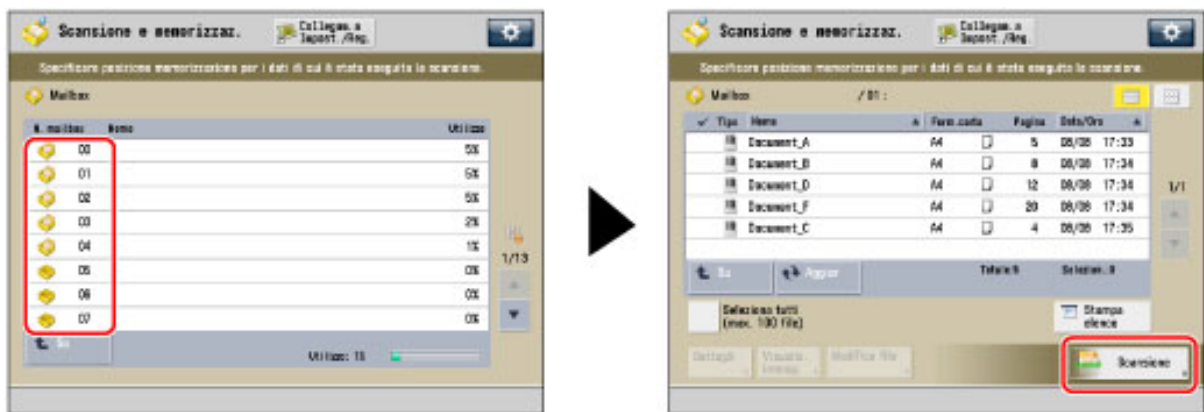 Scansione e memorizzaz.
Collegam.a
Impost./Reg.
Specificare posizione memorizzazione per i dati di cui è stata eseguita la scansione.
Mailbox
N. mailbox Nome Utilizzo
00 5%
01 5%
02 5%
03 2%
04 1%
05 0%
06 0%
07 0%
1/13
Su
Utilizzo: 1%
Scansione e memorizzaz.
Collegam.a
Impost./Reg.
Specificare posizione memorizzazione per i dati di cui è stata eseguita la scansione.
Mailbox /01 :
Tipo Nome Form.carta Pagine Data/Ora
Document_A A4 5 08/08 17:33
Document_B A4 8 08/08 17:34
Document_D A4 12 08/08 17:34
Document_F A4 20 08/08 17:34
Document_C A4 4 08/08 17:35
1/1
Su Aggior Totale:5 Selezion.:0
Seleziona tutti
(max. 100 file)
Stampa
elenco
Dettagli Visualiz.
immag. Modifica file
Scansione